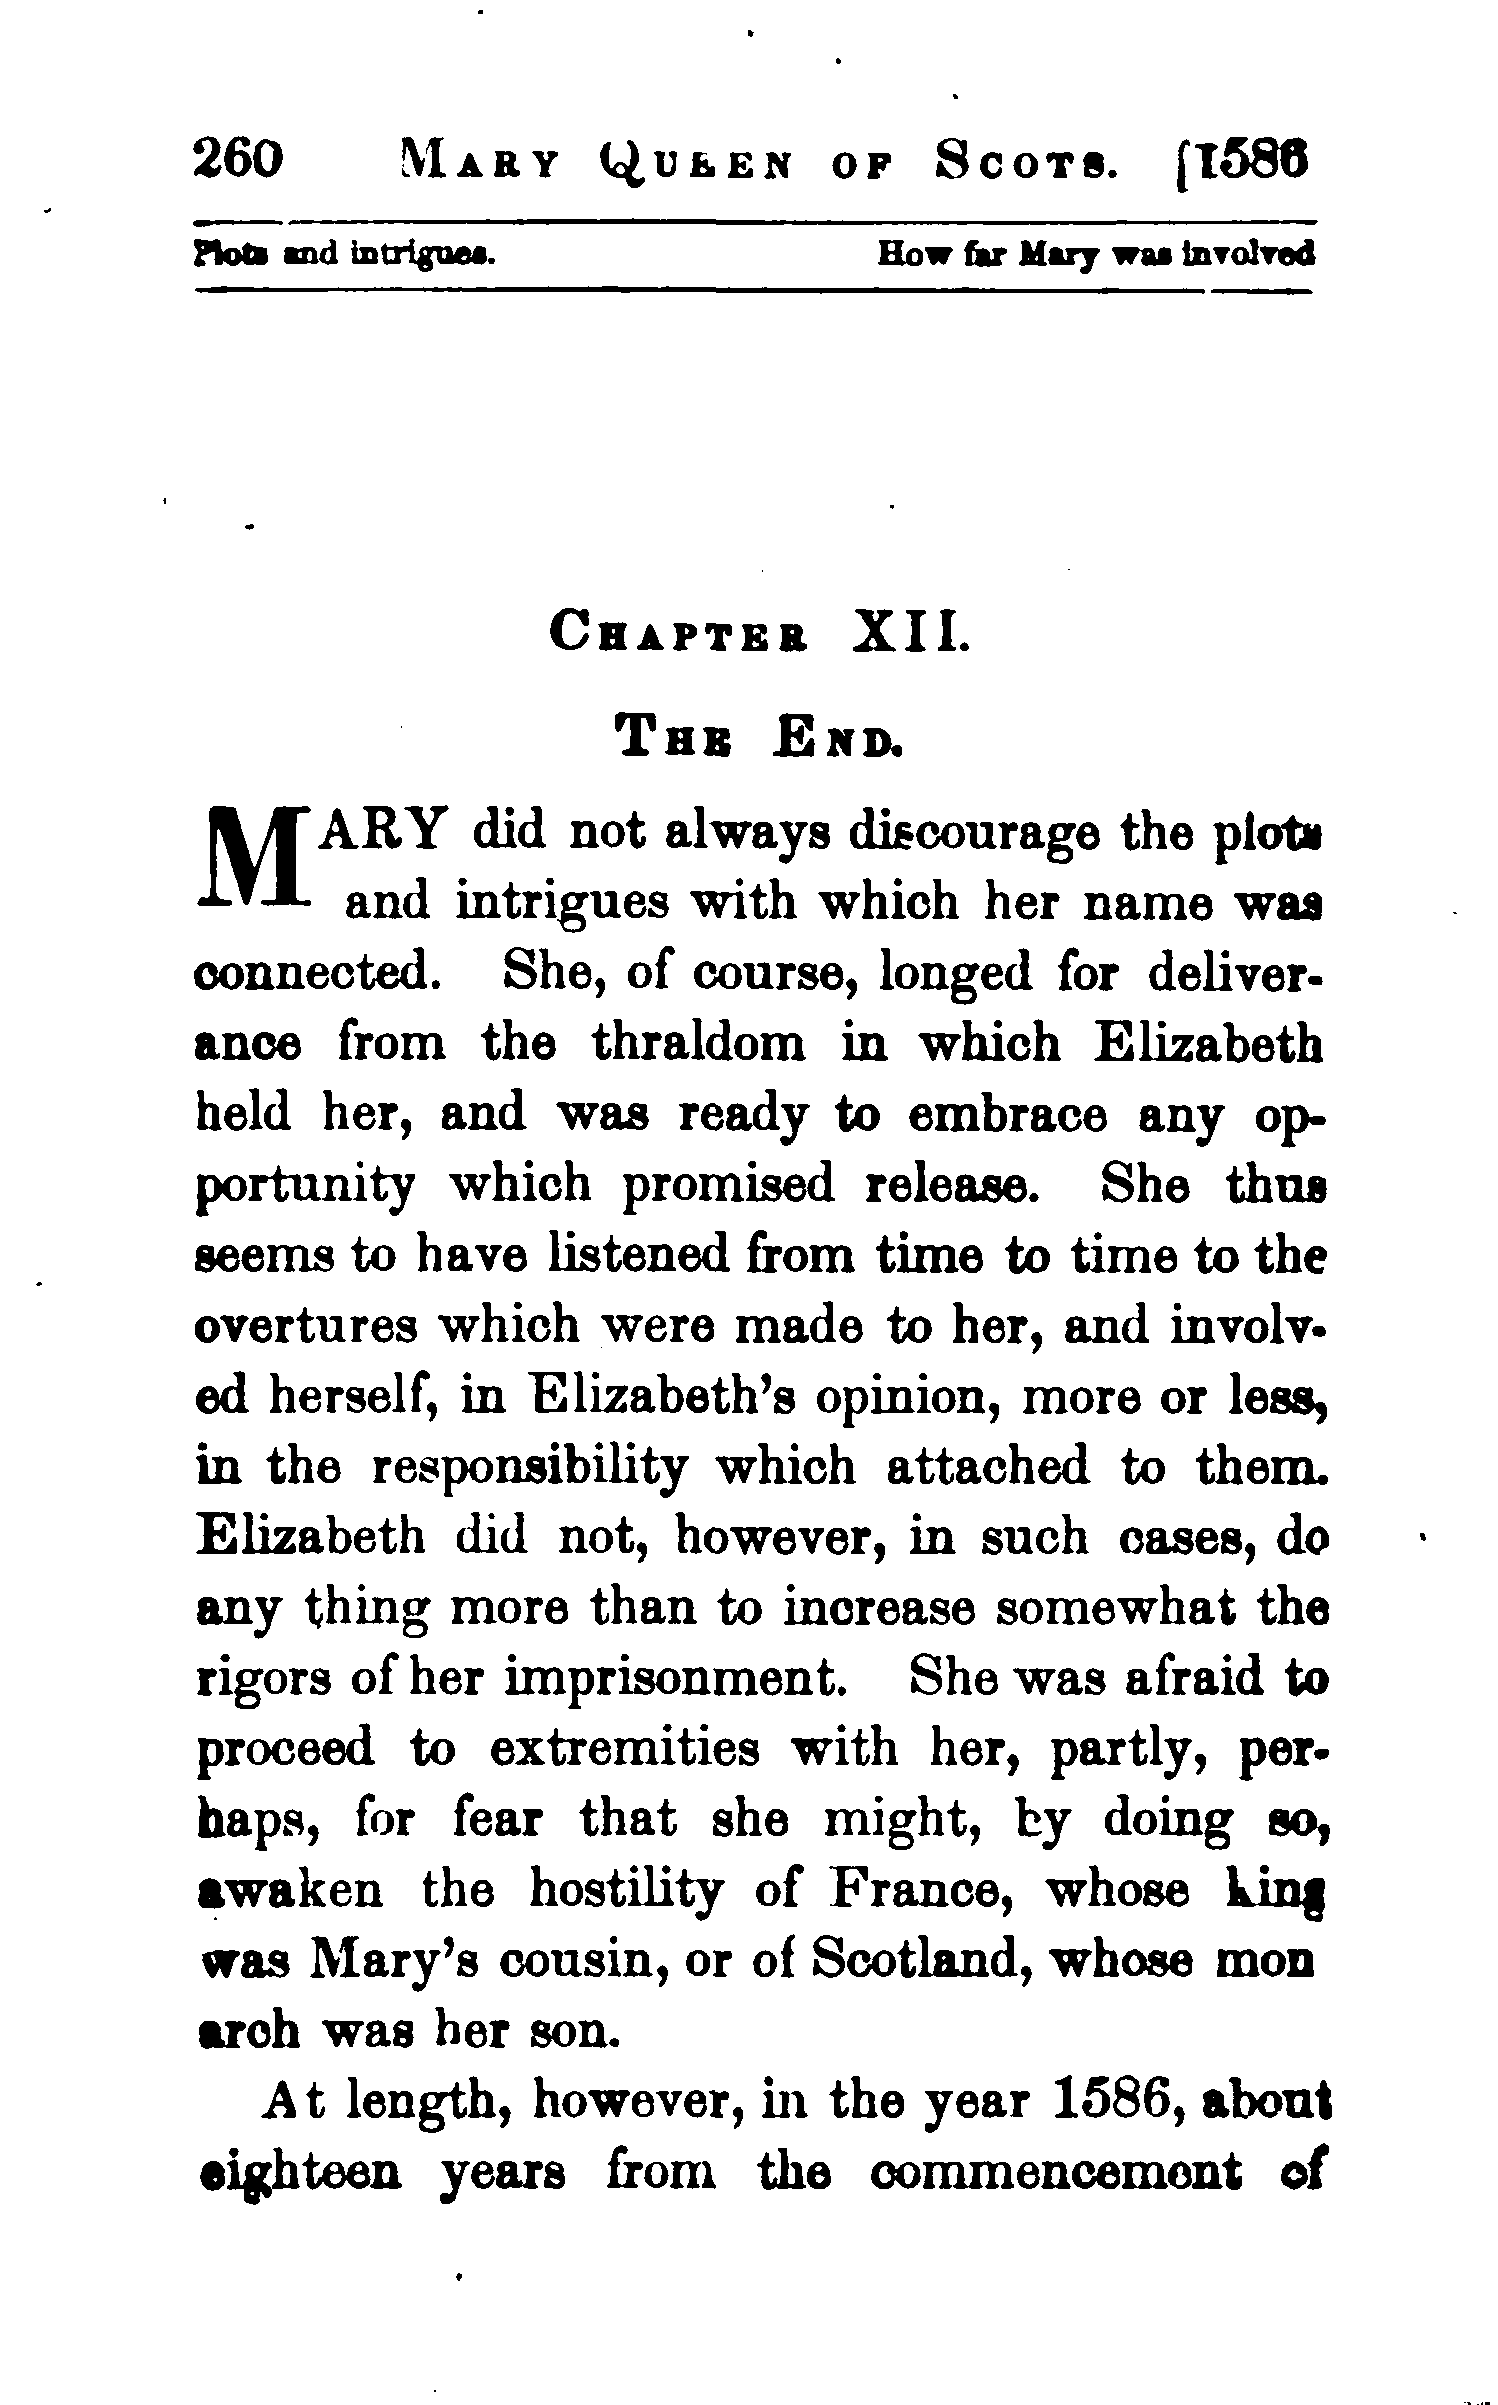 260 MARY QUEEN OF SCOTS. [1586
Plots and intrigues. How far Mary was involved
CHAPTER XII.
THE END.
MARY did not always discourage the plots
and intrigues with which her name was
connected. She, of course, longed for deliver-
ance from the thraldom in which Elizabeth
held her, and was ready to embrace any op-
portunity which promised release. She thus
seems to have listened from time to time to the
overtures which were made to her, and involv-
ed herself, in Elizabeth's opinion, more or less,
in the responsibility which attached to them.
Elizabeth did not, however, in such cases, do
any thing more than to increase somewhat the
rigors of her imprisonment. She was afraid to
proceed to extremities with her, partly, per-
haps, for fear that she might, by doing so,
awaken the hostility of France, whose king
was Mary's cousin, or of Scotland, whose mon
arch was her son.
At length, however, in the year 1586, about
eighteen years from the commencement of